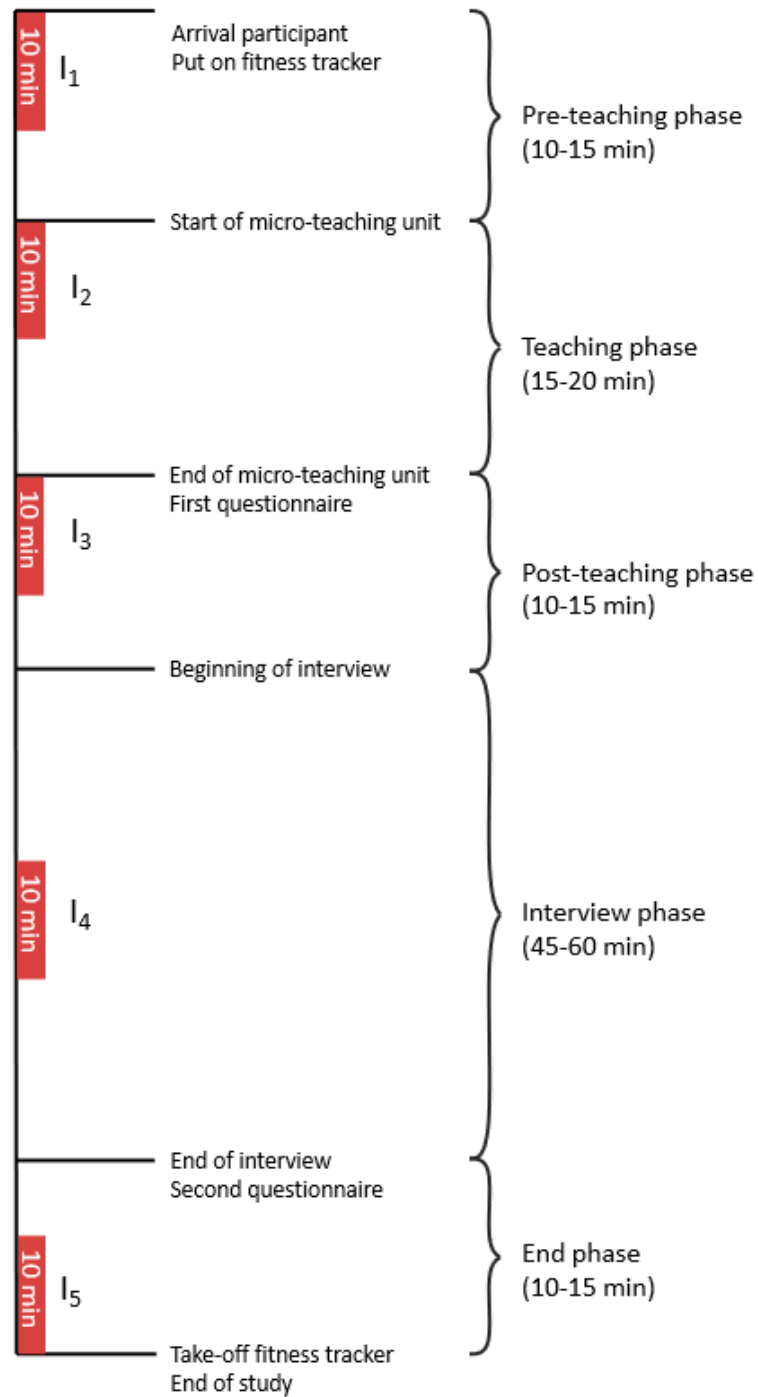 Arrival participant
Put on fitness tracker
10 min
I1
Pre-teaching phase
(10-15 min)
Start of micro-teaching unit
10 min
I2
Teaching phase
(15-20 min)
End of micro-teaching unit
First questionnaire
10 min
I3
Post-teaching phase
(10-15 min)
Beginning of interview
10 min
I4
Interview phase
(45-60 min)
End of interview
Second questionnaire
10 min
I5
End phase
(10-15 min)
Take-off fitness tracker
End of study